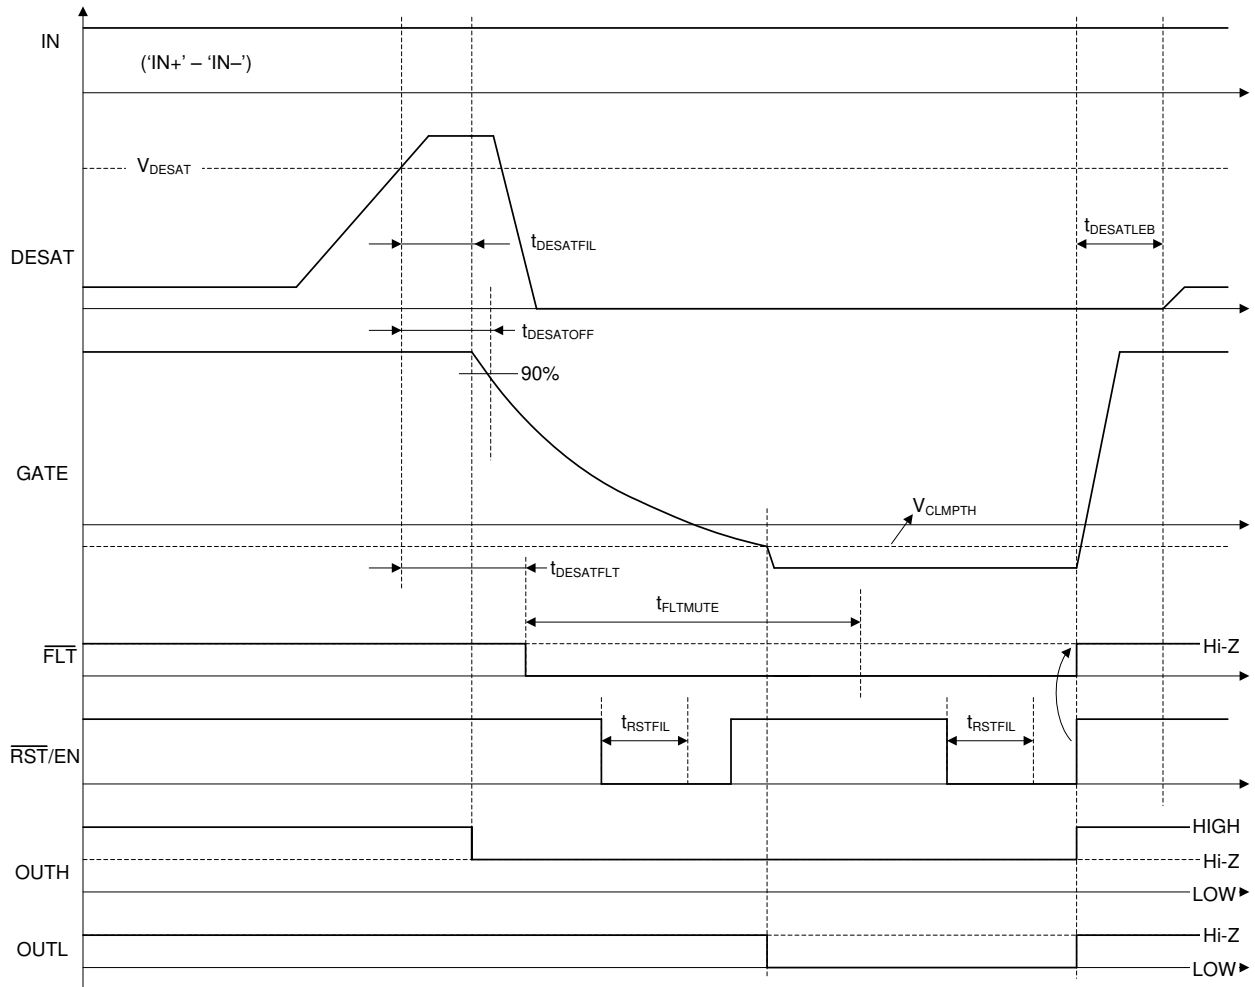 IN
(‘IN+’ – ‘IN–’)
VDESAT
tDESATLEB
tDESATFIL
DESAT
tDESATOFF
90%
GATE
VCLMPTH
tDESATFLT
tFLTMUTE
FLT
Hi-Z
tRSTFIL
tRSTFIL
RST/EN
HIGH
Hi-Z
OUTH
LOW
Hi-Z
OUTL
LOW